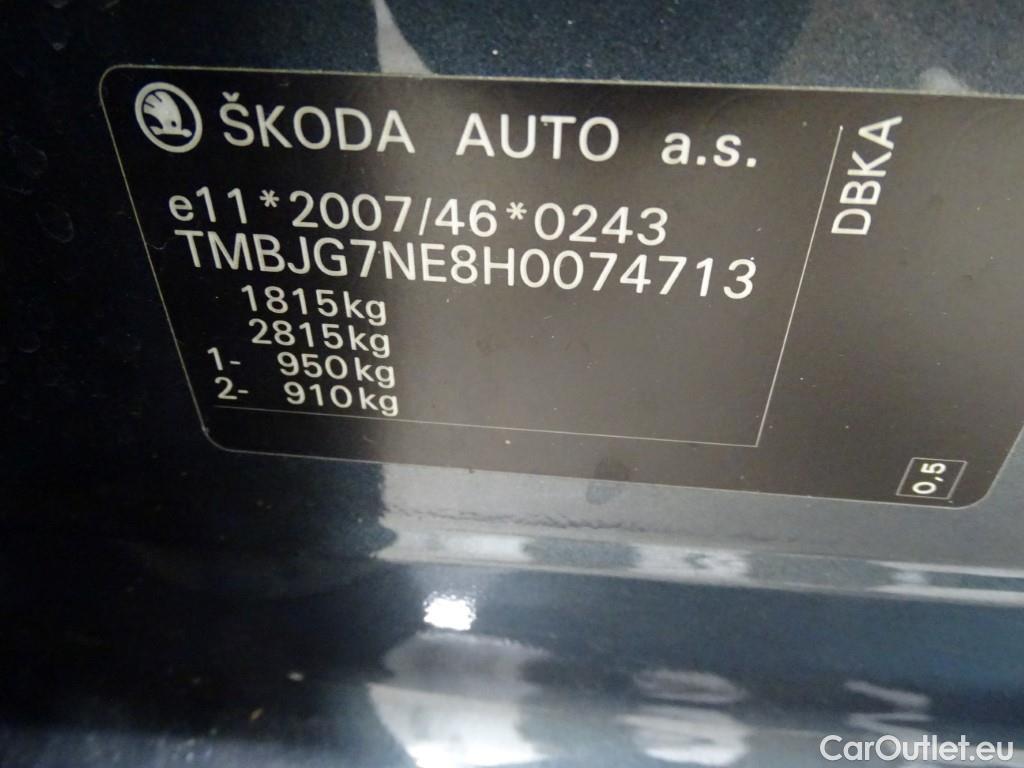 ŠKODA AUTO a.s.
e11*2007/46*0243
TMBJG7NE8H0074713
1815kg
2815kg
1- 950kg
2- 910kg
DBKA
0,5
CarOutlet.eu